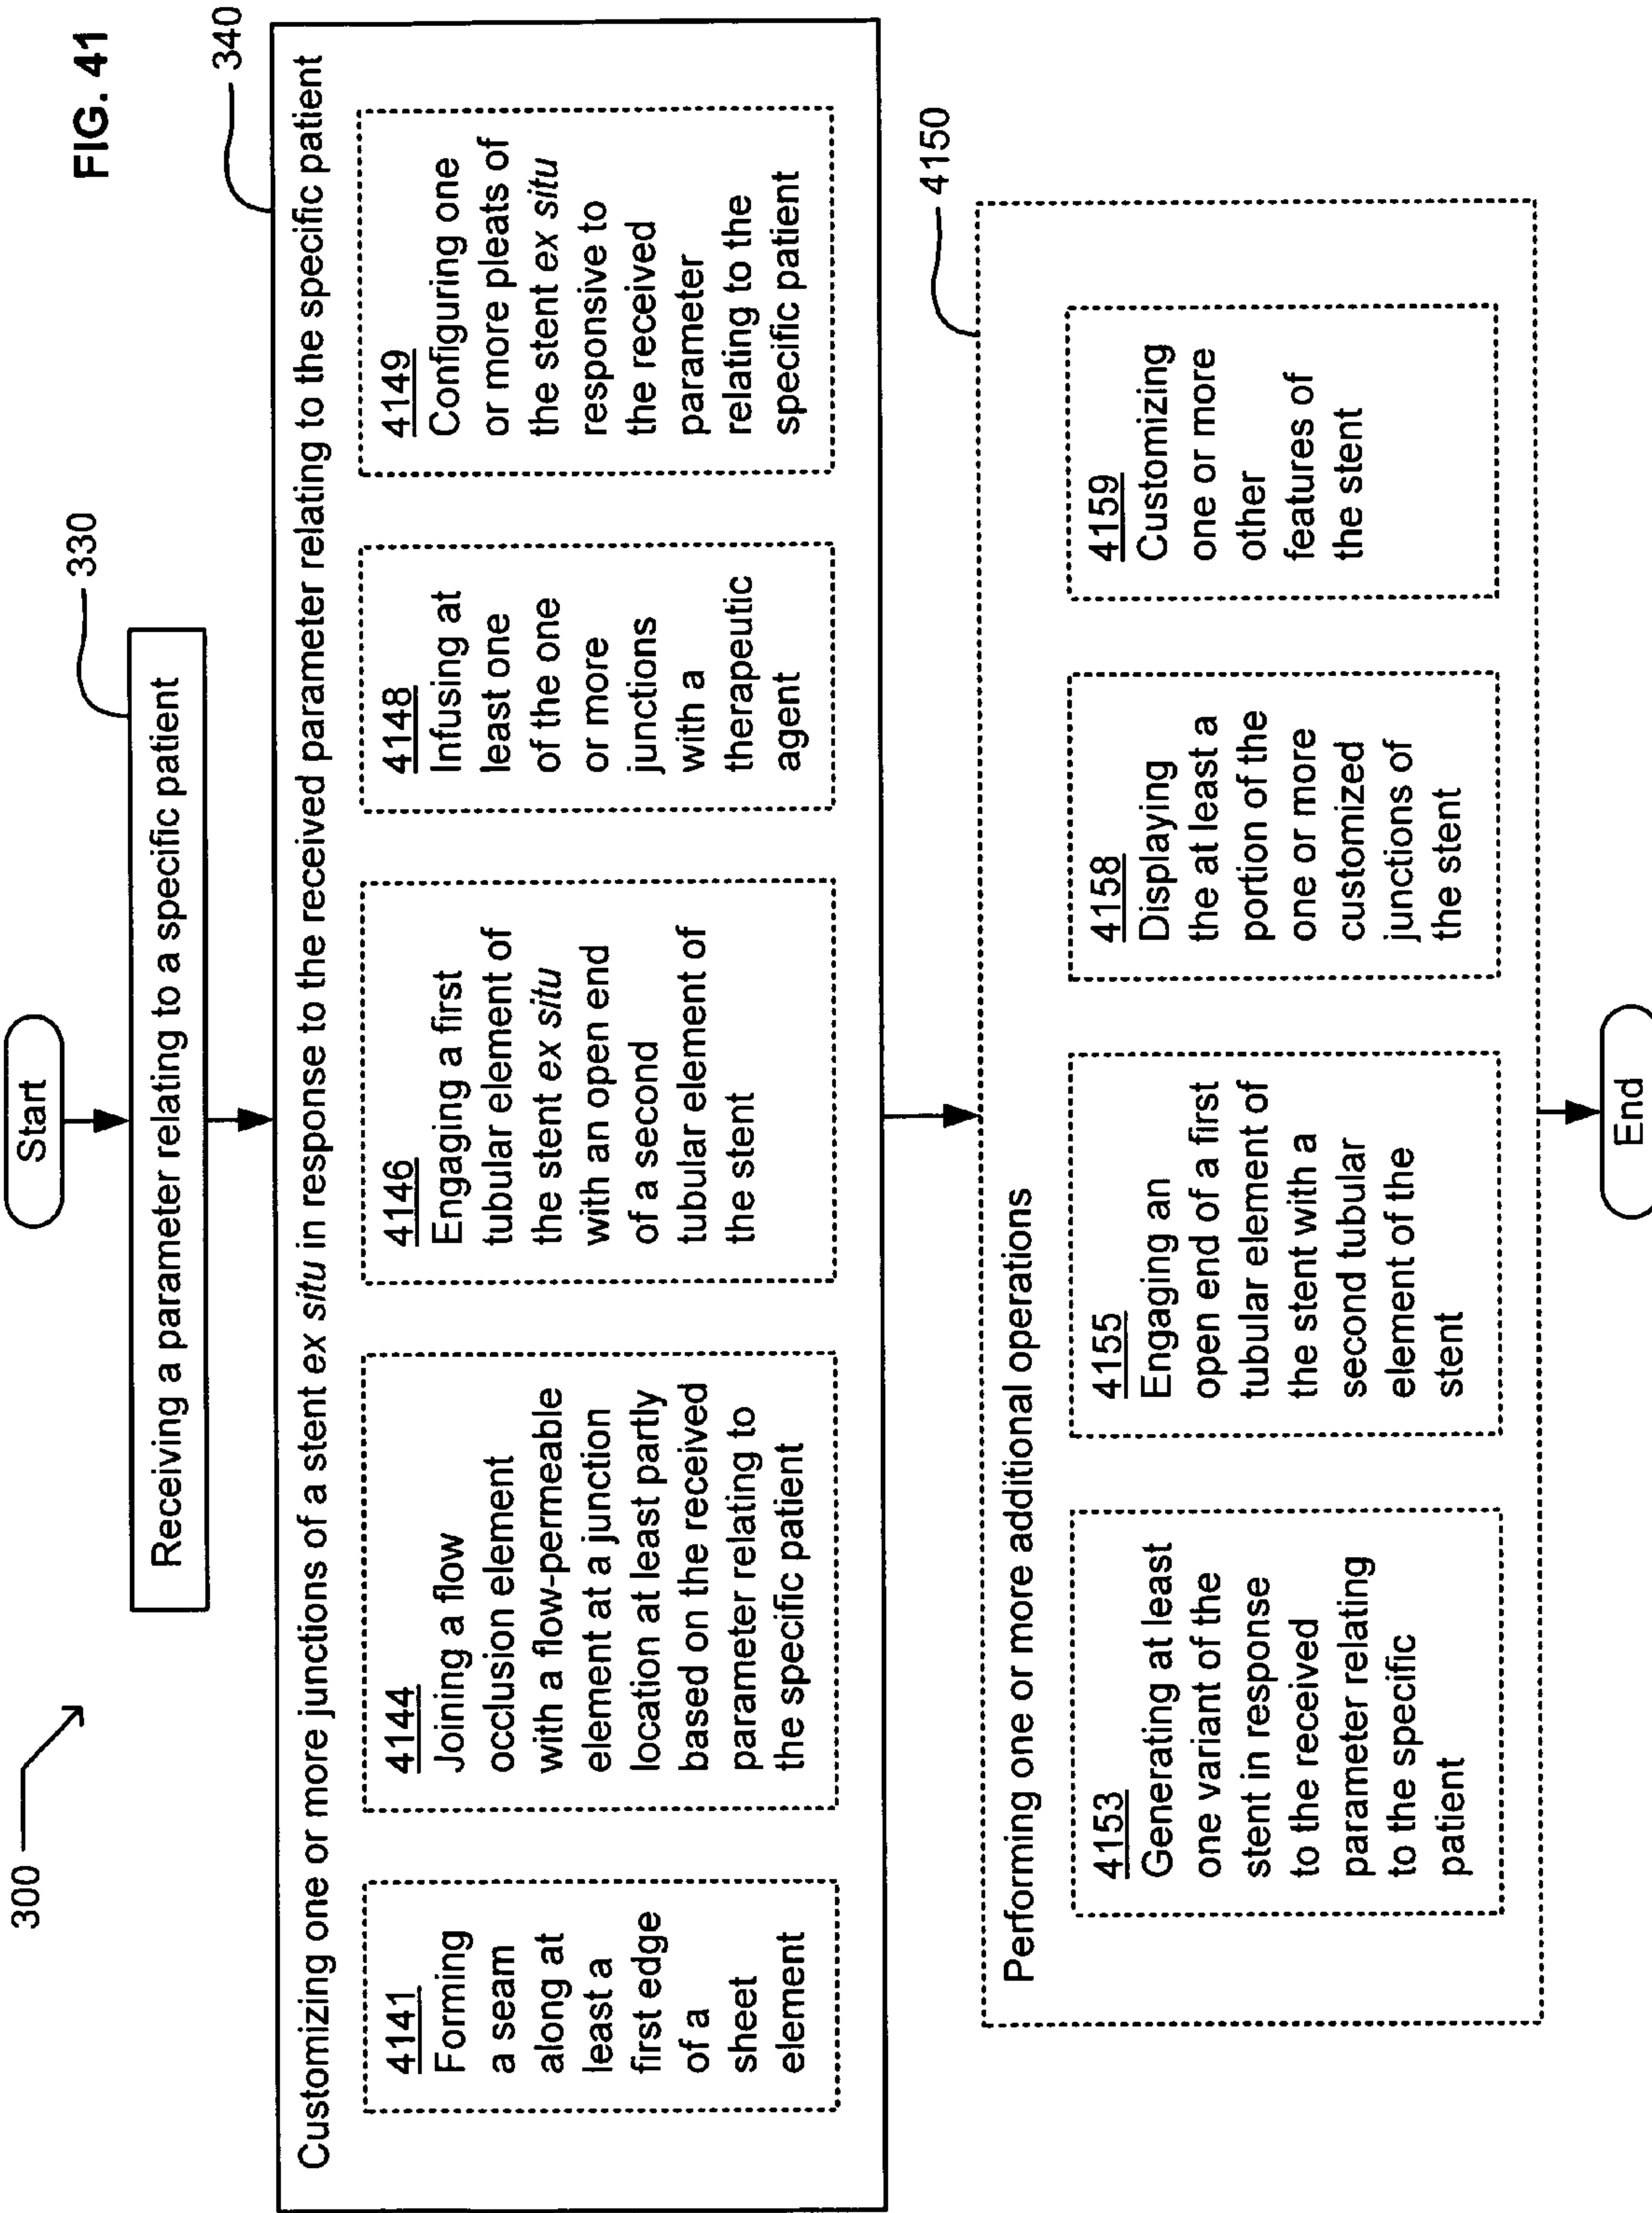 300
FIG. 41
Start
330
Receiving a parameter relating to a specific patient
340
Customizing one or more junctions of a stent ex situ in response to the received parameter relating to the specific patient
4141
Forming
a seam
along at
least a
first edge
of a
sheet
element
4144
Joining a flow
occlusion element
with a flow-permeable
element at a junction
location at least partly
based on the received
parameter relating to
the specific patient
4146
Engaging a first
tubular element of
the stent ex situ
with an open end
of a second
tubular element of
the stent
4148
Infusing at
least one
of the one
or more
junctions
with a
therapeutic
agent
4149
Configuring one
or more pleats of
the stent ex situ
responsive to
the received
parameter
relating to the
specific patient
4150
Performing one or more additional operations
4153
Generating at least
one variant of the
stent in response
to the received
parameter relating
to the specific
patient
4155
Engaging an
open end of a first
tubular element of
the stent with a
second tubular
element of the
stent
4158
Displaying
the at least a
portion of the
one or more
customized
junctions of
the stent
4159
Customizing
one or more
other
features of
the stent
End